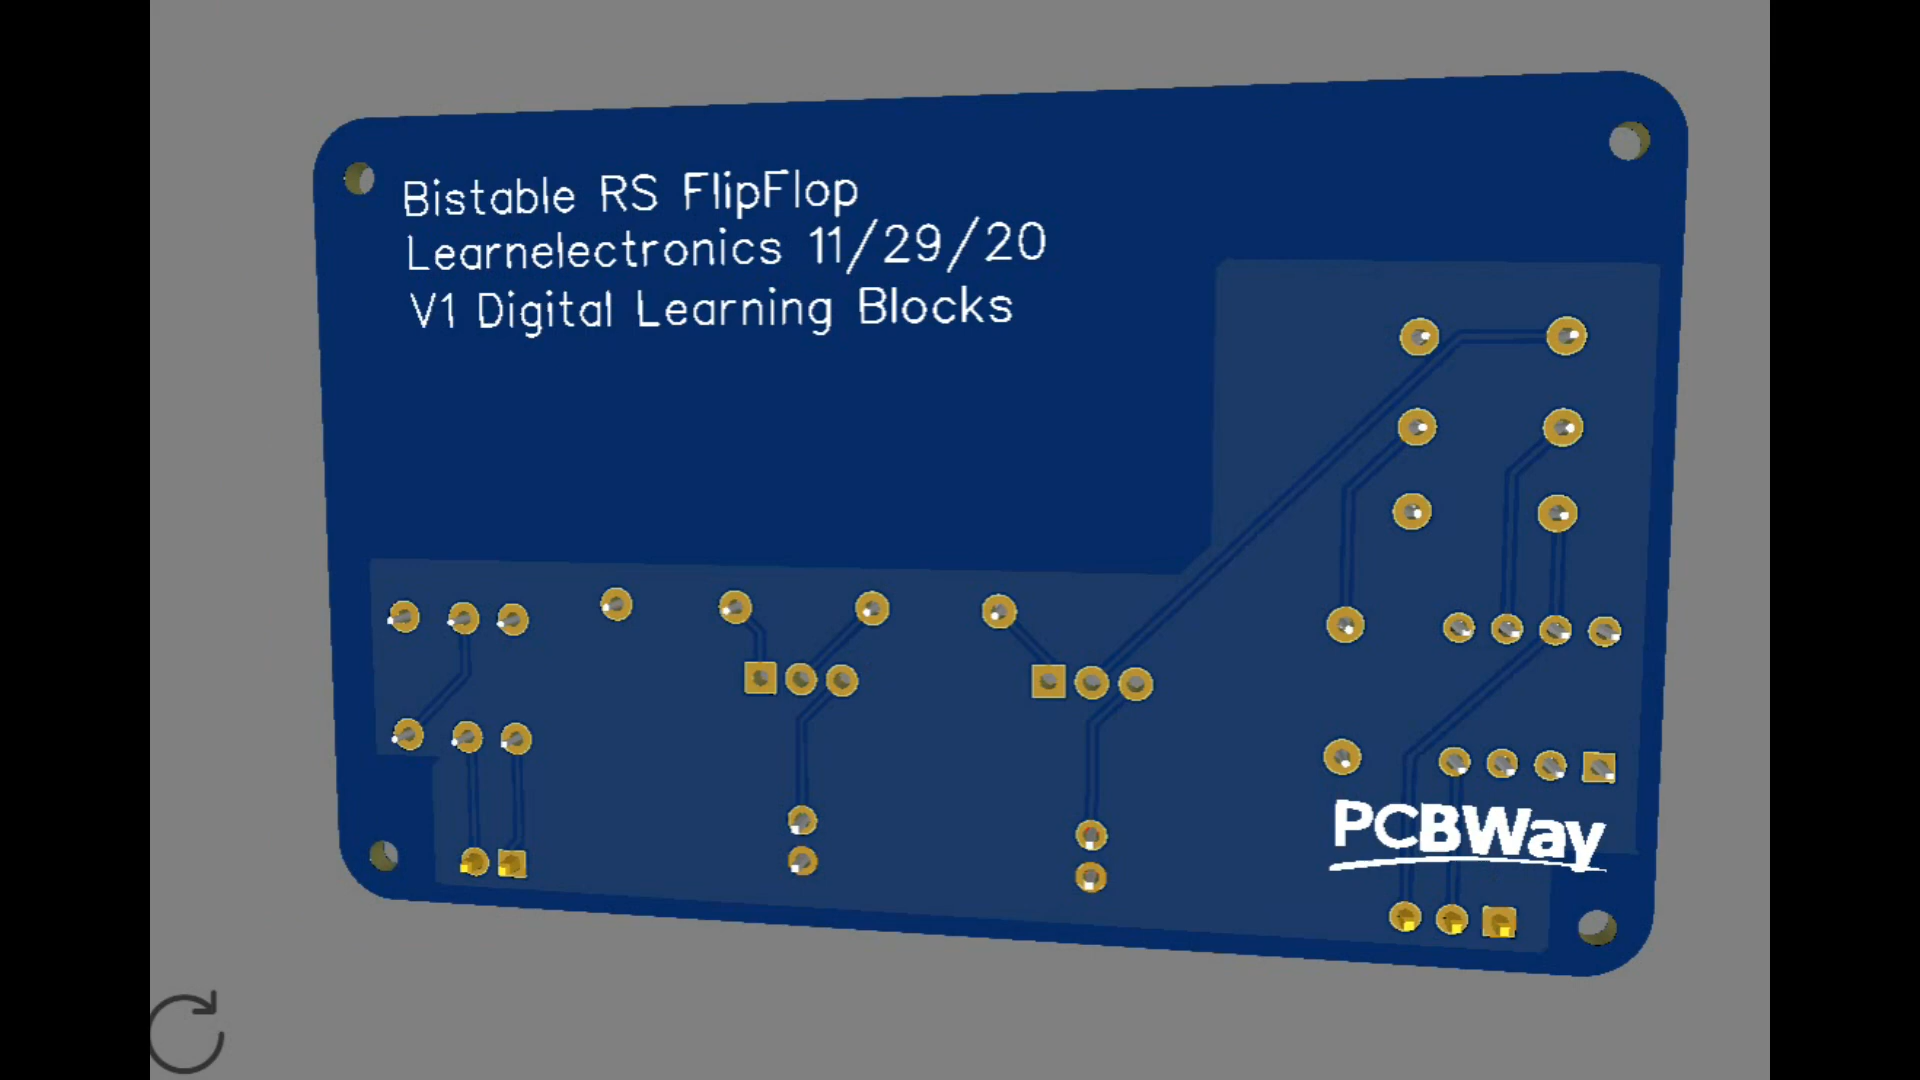 Bistable RS FlipFlop
Learnelectronics 11/29/20
V1 Digital Learning Blocks
PCBWay